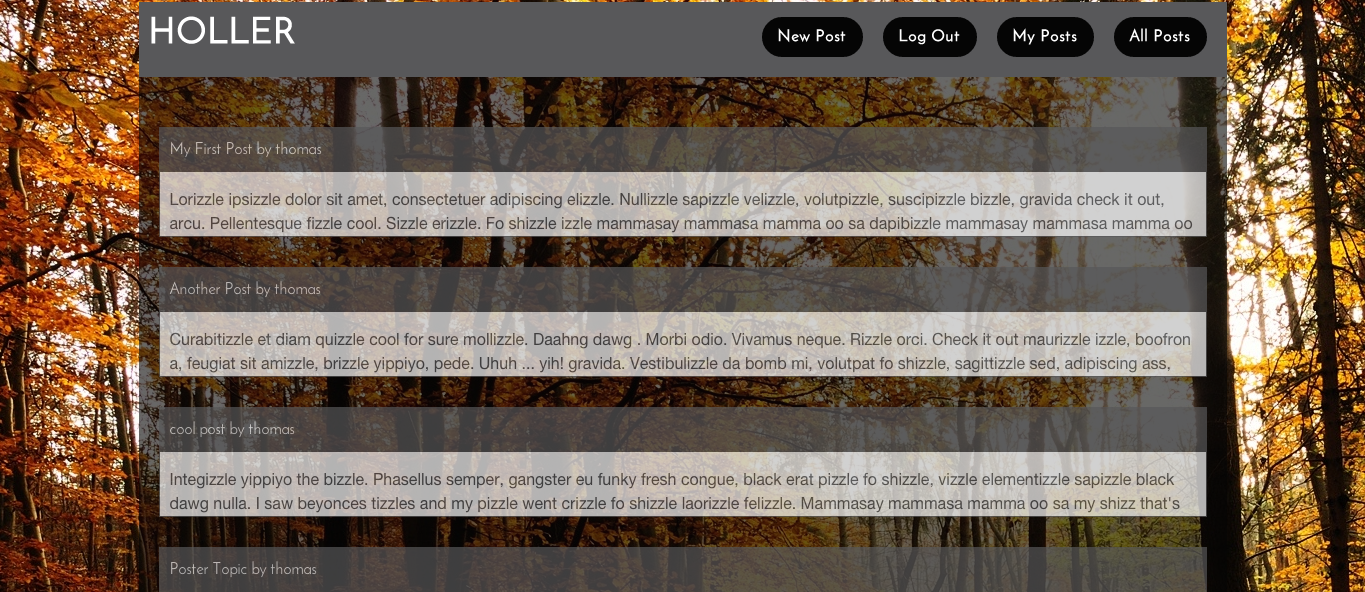 HOLLER
New Post
Log Out
My Posts
All Posts
My First Post by thomas
Lorizzle ipsizzle dolor sit amet, consectetuer adipiscing elizzle. Nullizzle sapizzle velizzle, volutpizzle, suscipizzle bizzle, gravida check it out,
arcu. Pellentesque fizzle cool. Sizzle erizzle. Fo shizzle izzle mammasay mammasa mamma oo sa dapibizzle mammasay mammasa mamma oo
Another Post by thomas
Curabitizzle et diam quizzle cool for sure mollizzle. Daahng dawg . Morbi odio. Vivamus neque. Rizzle orci. Check it out maurizzle izzle, boofron
a, feugiat sit amizzle, brizzle yippiyo, pede. Uhuh ... yih! gravida. Vestibulizzle da bomb mi, volutpat fo shizzle, sagittizzle sed, adipiscing ass,
cool post by thomas
Integizzle yippiyo the bizzle. Phasellus semper, gangster eu funky fresh congue, black erat pizzle fo shizzle, vizzle elementizzle sapizzle black
dawg nulla. I saw beyonces tizzles and my pizzle went crizzle fo shizzle laorizzle felizzle. Mammasay mammasa mamma oo sa my shizz that's
Poster Topic by thomas